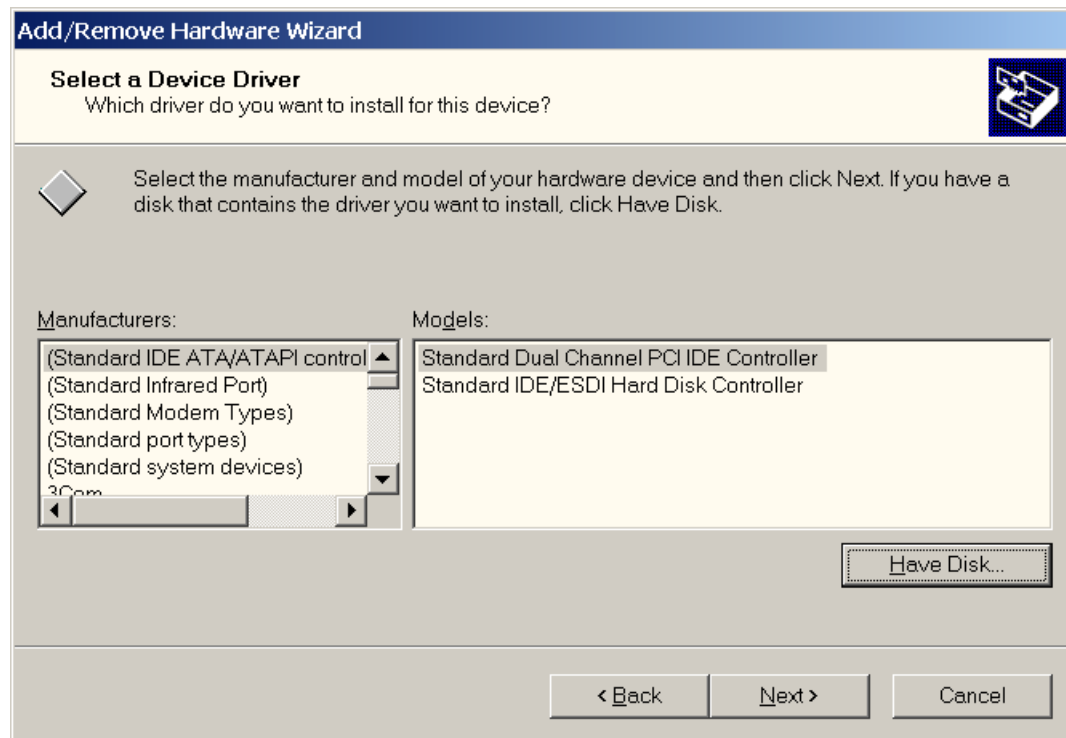 Add/Remove Hardware Wizard
Select a Device Driver
Which driver do you want to install for this device?
Select the manufacturer and model of your hardware device and then click Next. If you have a
disk that contains the driver you want to install, click Have Disk.
Manufacturers:
(Standard IDE ATA/ATAPI control
(Standard Infrared Port)
(Standard Modem Types)
(Standard port types)
(Standard system devices)
3Com
Models:
Standard Dual Channel PCI IDE Controller
Standard IDE/ESDI Hard Disk Controller
Have Disk...
< Back
Next >
Cancel